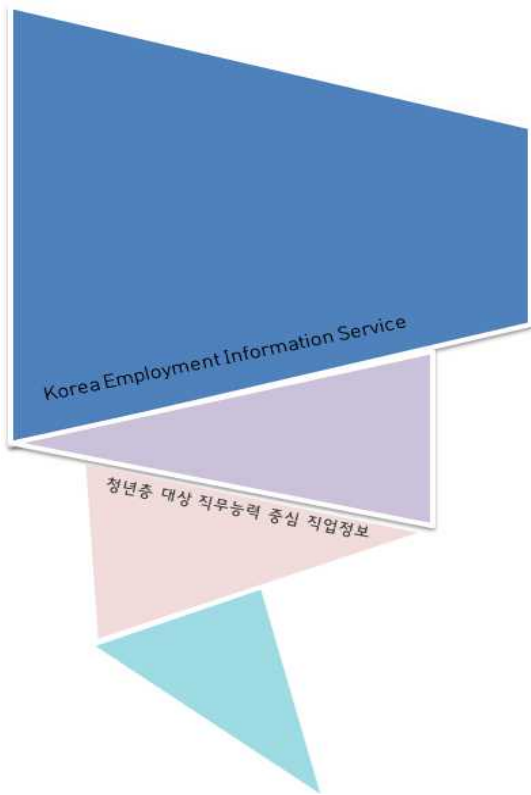 Korea Employment Information Service
청년층 대상 직무능력 중심 직업정보